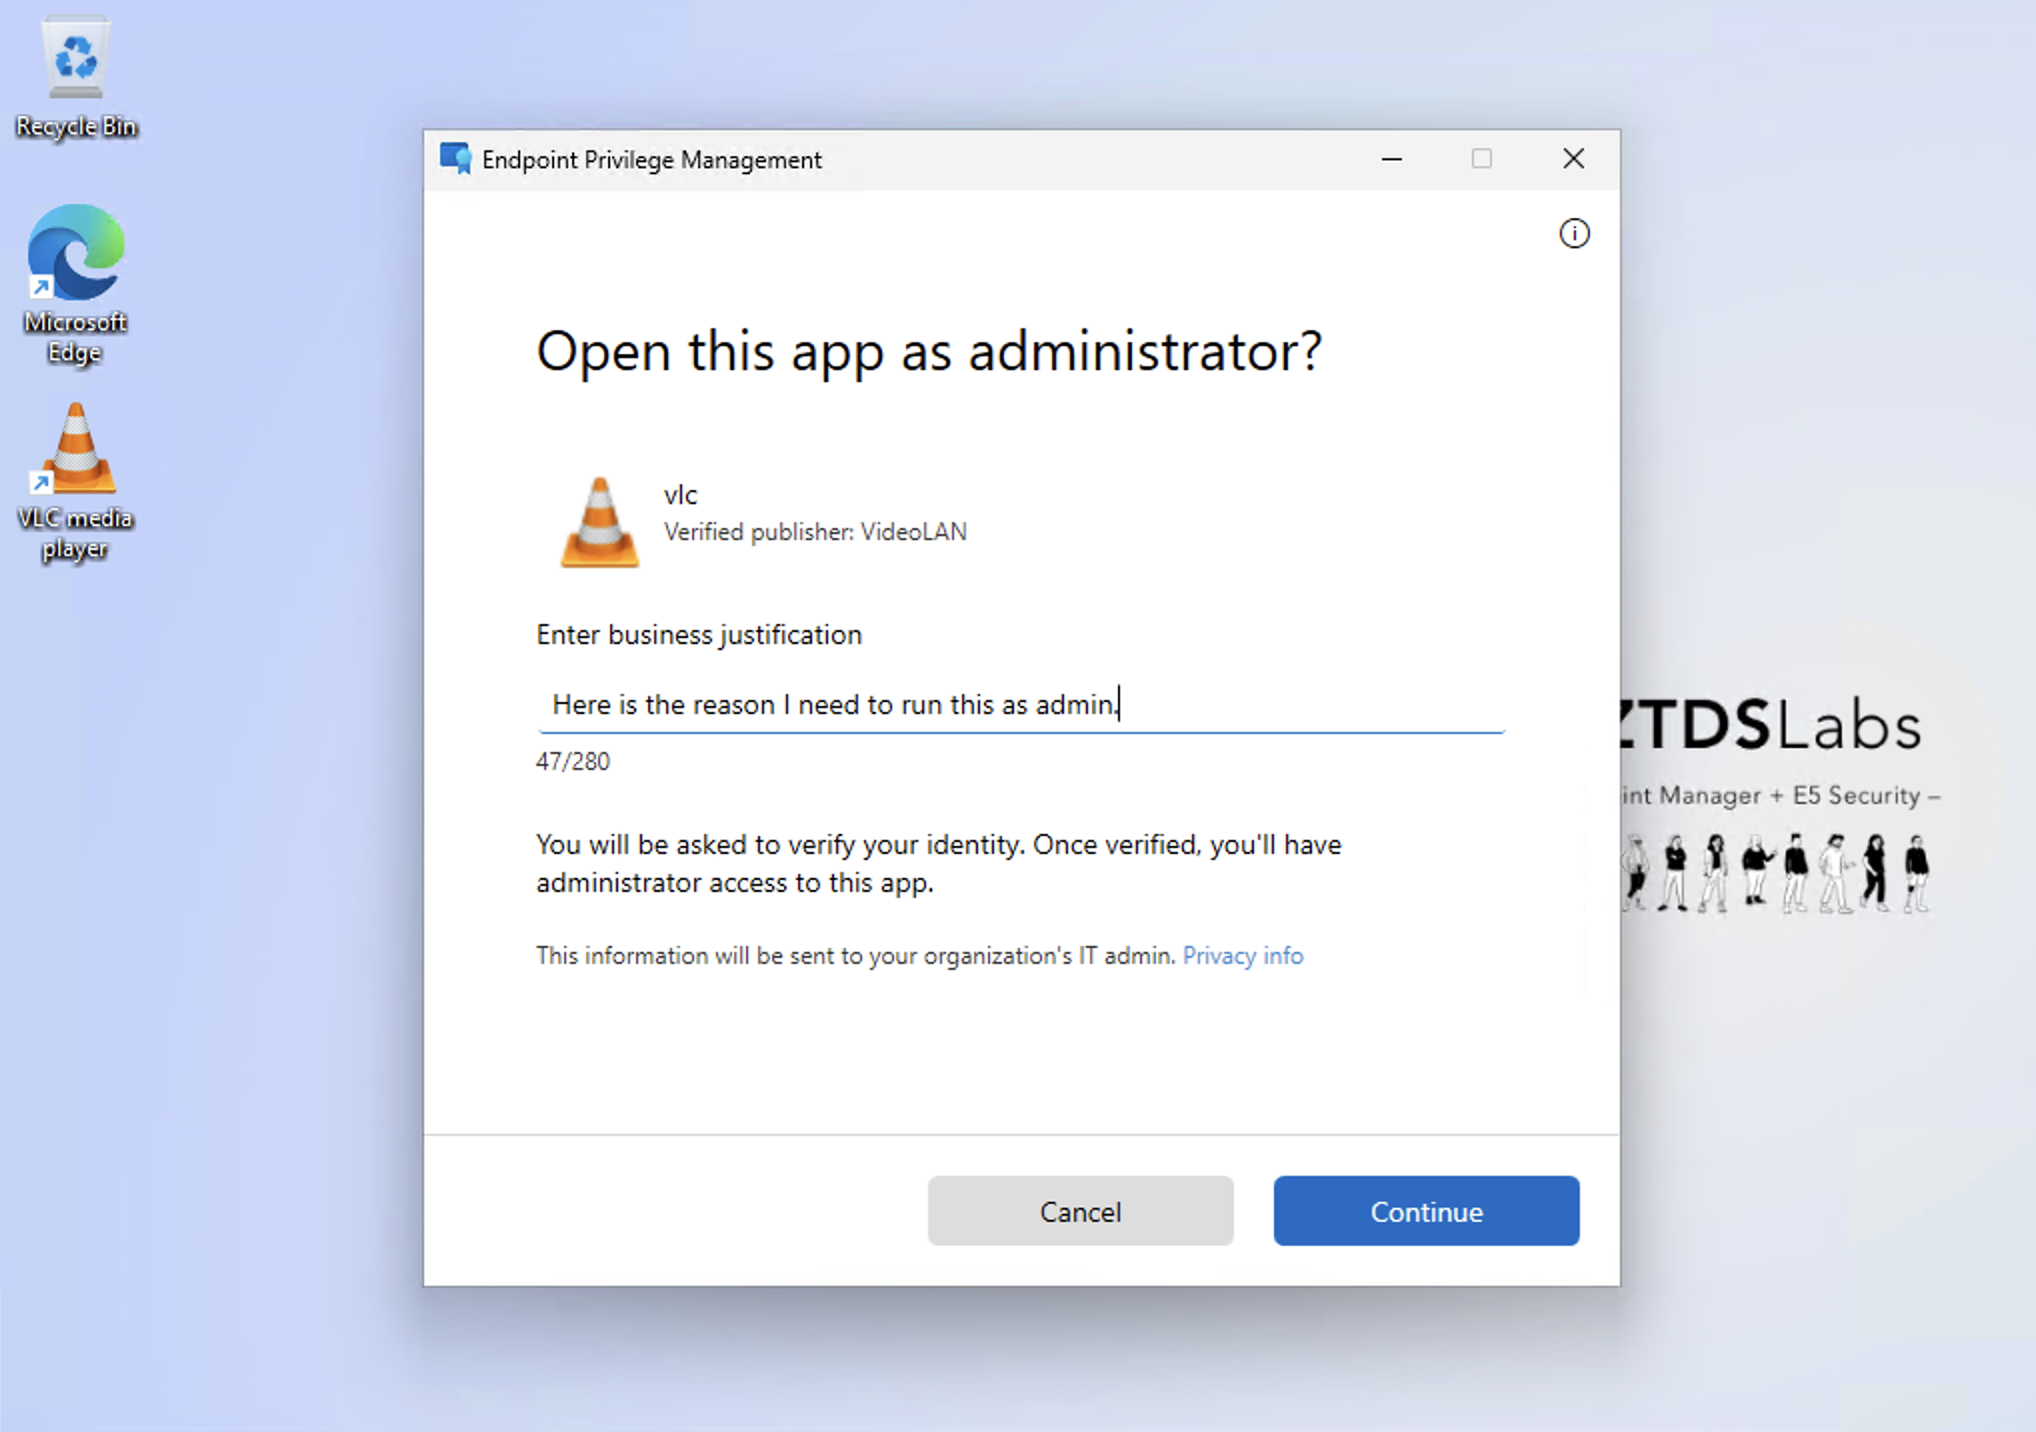 Recycle Bin
Microsoft
Edge
VLC media
player
Endpoint Privilege Management
Open this app as administrator?
vlc
Verified publisher: VideoLAN
Enter business justification
Here is the reason I need to run this as admin.
47/280
You will be asked to verify your identity. Once verified, you'll have
administrator access to this app.
This information will be sent to your organization's IT admin. Privacy info
Cancel
Continue
ZTDSLabs
int Manager + E5 Security –